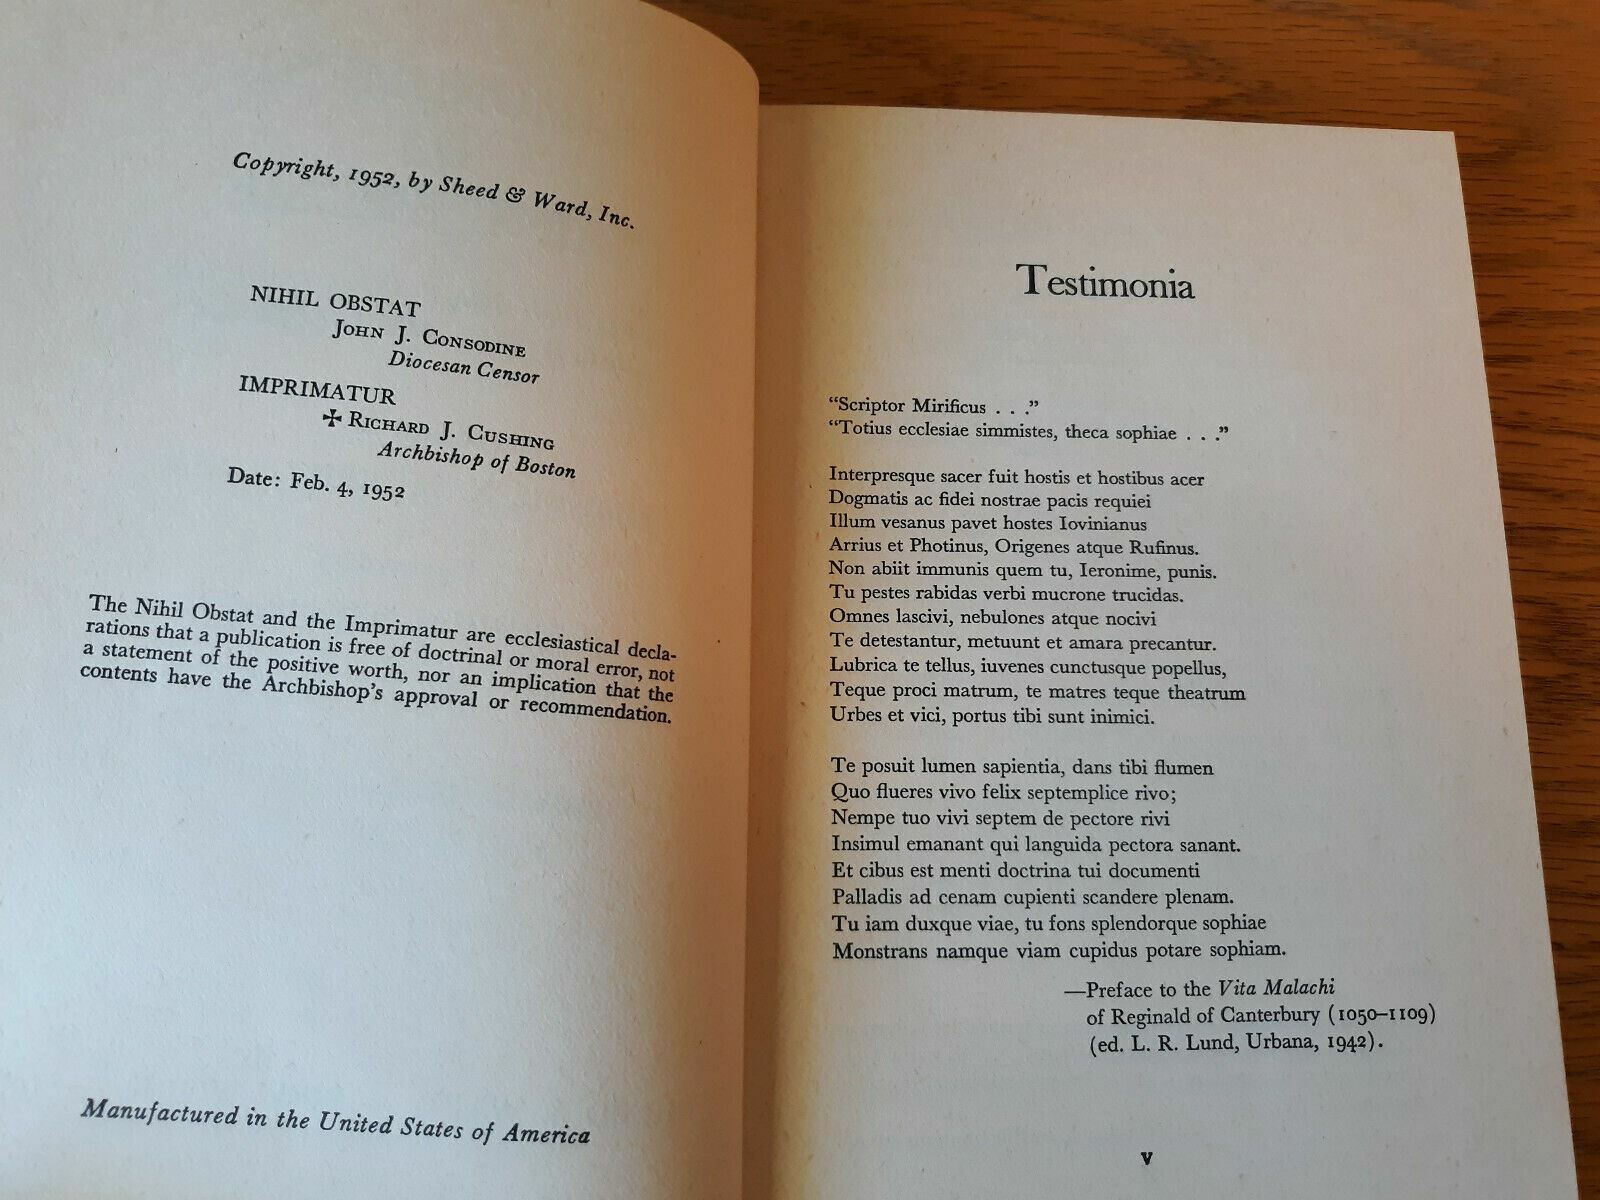 Copyright, 1952, by Sheed & Ward, Inc.
NIHIL OBSTAT
John J. Consodine
Diocesan Censor
IMPRIMATUR
✠ Richard J. Cushing
Archbishop of Boston
Date: Feb. 4, 1952
The Nihil Obstat and the Imprimatur are ecclesiastical decla-
rations that a publication is free of doctrinal or moral error, not
a statement of the positive worth, nor an implication that the
contents have the Archbishop's approval or recommendation.
Manufactured in the United States of America
Testimonia
“Scriptor Mirificus . . .”
“Totius ecclesiae simmistes, theca sophiae . . .”
Interpresque sacer fuit hostis et hostibus acer
Dogmatis ac fidei nostrae pacis requiei
Illum vesanus pavet hostes Iovinianus
Arrius et Photinus, Origenes atque Rufinus.
Non abiit immunis quem tu, Ieronime, punis.
Tu pestes rabidas verbi mucrone trucidas.
Omnes lascivi, nebulones atque nocivi
Te detestantur, metuunt et amara precantur.
Lubrica te tellus, iuvenes cunctusque popellus,
Teque proci matrum, te matres teque theatrum
Urbes et vici, portus tibi sunt inimici.
Te posuit lumen sapientia, dans tibi flumen
Quo flueres vivo felix septemplice rivo;
Nempe tuo vivi septem de pectore rivi
Insimul emanant qui languida pectora sanant.
Et cibus est menti doctrina tui documenti
Palladis ad cenam cupienti scandere plenam.
Tu iam duxque viae, tu fons splendorque sophiae
Monstrans namque viam cupidus potare sophiam.
—Preface to the Vita Malachi
of Reginald of Canterbury (1050–1109)
(ed. L. R. Lund, Urbana, 1942).
v